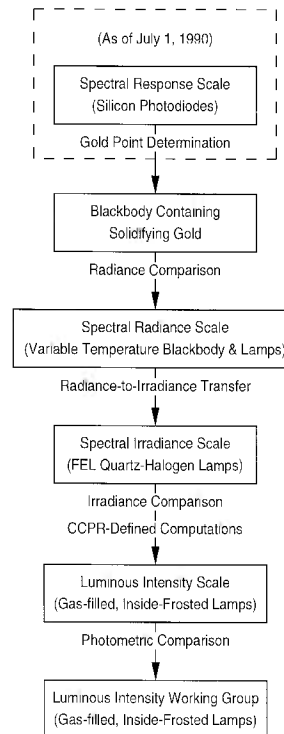 (As of July 1, 1990)
Spectral Response Scale
(Silicon Photodiodes)
Gold Point Determination
Blackbody Containing
Solidifying Gold
Radiance Comparison
Spectral Radiance Scale
(Variable Temperature Blackbody & Lamps)
Radiance-to-Irradiance Transfer
Spectral Irradiance Scale
(FEL Quartz-Halogen Lamps)
Irradiance Comparison
CCPR-Defined Computations
Luminous Intensity Scale
(Gas-filled, Inside-Frosted Lamps)
Photometric Comparison
Luminous Intensity Working Group
(Gas-filled, Inside-Frosted Lamps)